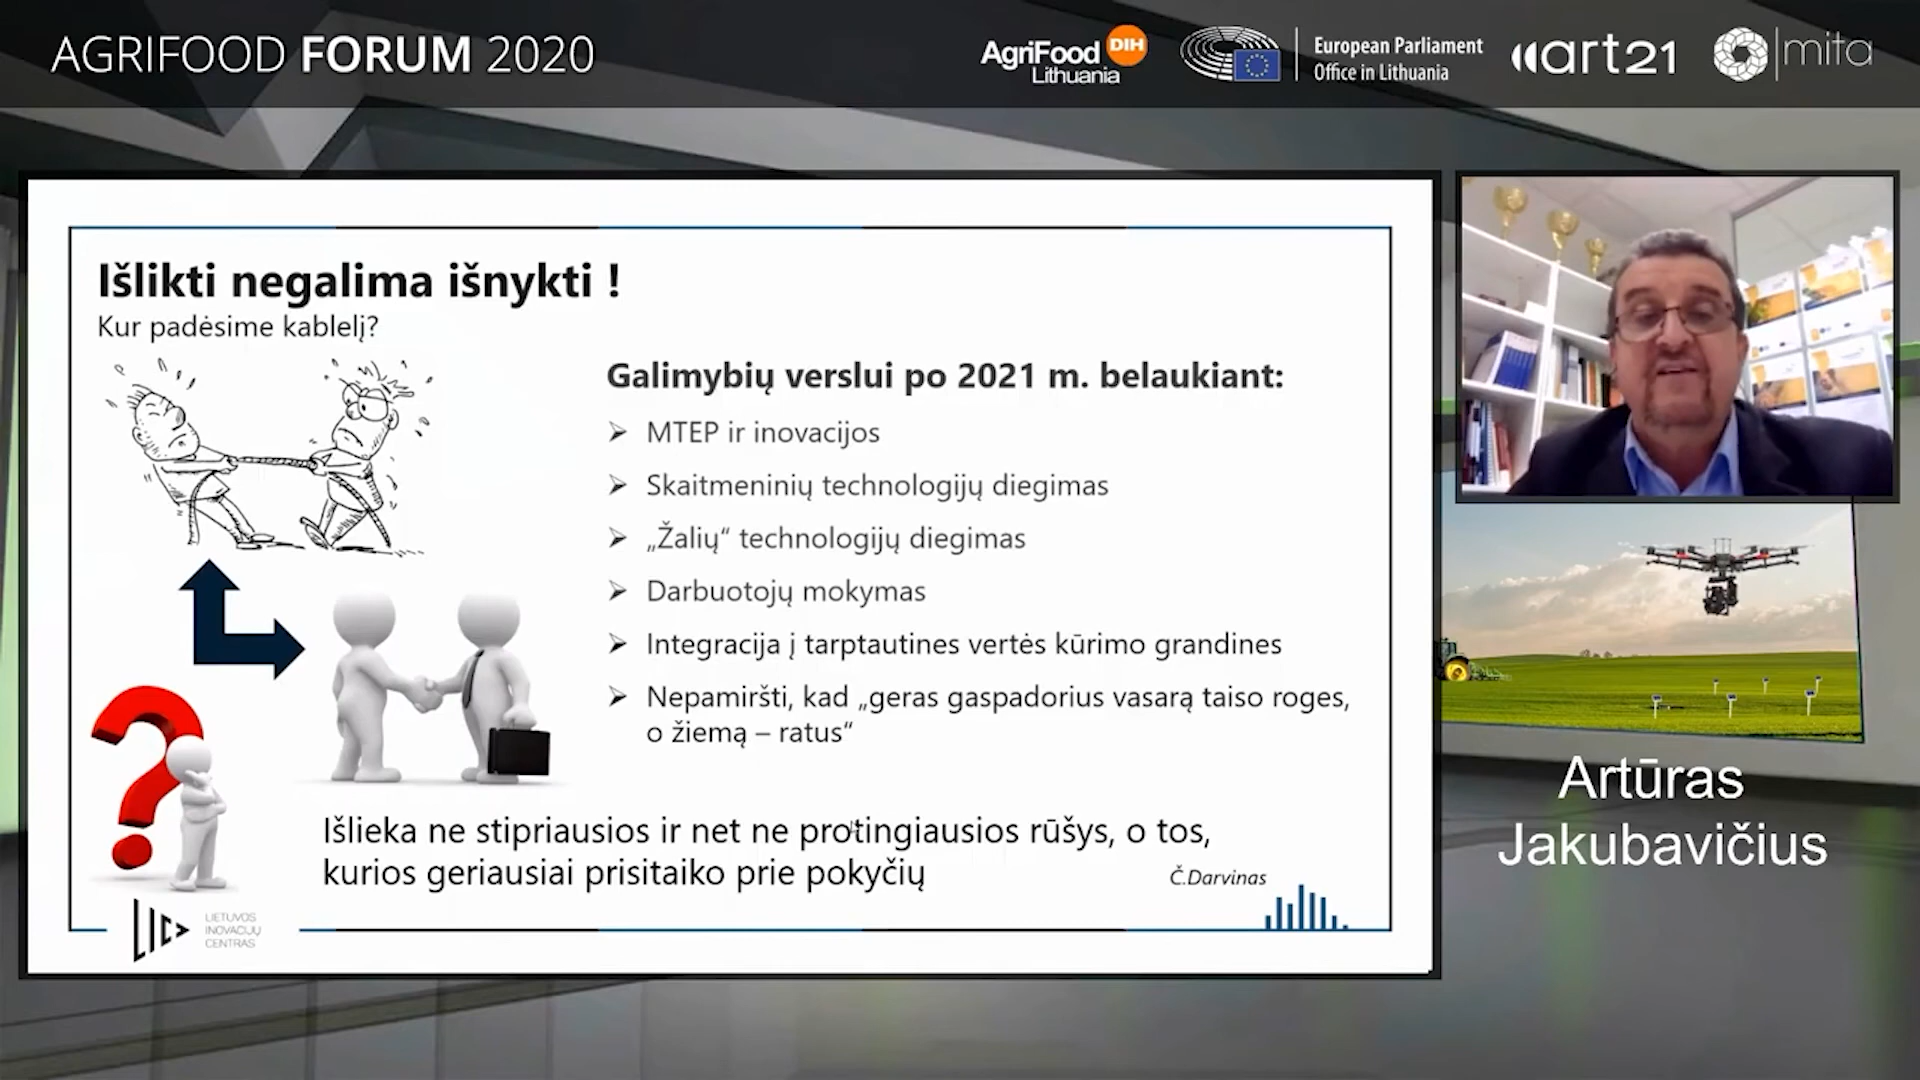 AGRIFOOD FORUM 2020
AgriFood DIH
Lithuania
European Parliament
Office in Lithuania
art21
mita
Išlikti negalima išnykti !
Kur padėsime kablelį?
Galimybių verslui po 2021 m. belaukiant:
MTEP ir inovacijos
Skaitmeninių technologijų diegimas
„Žalių“ technologijų diegimas
Darbuotojų mokymas
Integracija į tarptautines vertės kūrimo grandines
Nepamiršti, kad „geras gaspadorius vasarą taiso roges,
o žiemą – ratus“
Išlieka ne stipriausios ir net ne protingiausios rūšys, o tos,
kurios geriausiai prisitaiko prie pokyčių
Č.Darvinas
LIC
LIETUVOS
INOVACIJŲ
CENTRAS
Artūras
Jakubavičius